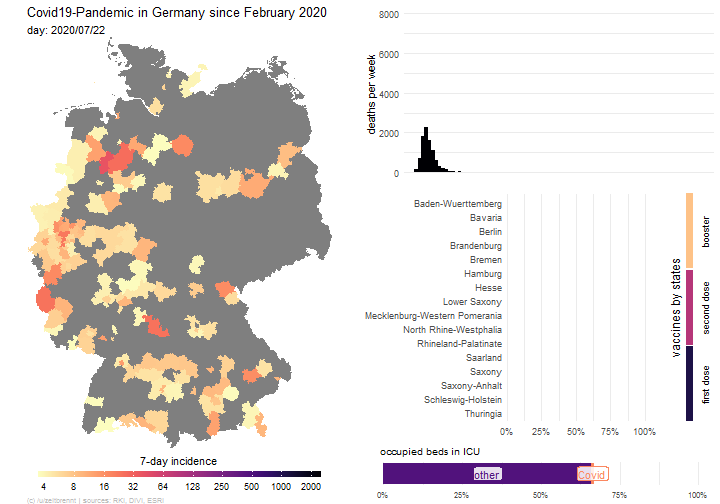 Covid19-Pandemic in Germany since February 2020
day: 2020/07/22
7-day incidence
4 8 16 32 64 120 400 1000 2000
(c) /u/zeitbrennt | sources: RKI, DIVI, ESRI
deaths per week
8000
6000
4000
2000
0
Baden-Wuerttemberg
Bavaria
Berlin
Brandenburg
Bremen
Hamburg
Hesse
Lower Saxony
Mecklenburg-Western Pomerania
North Rhine-Westphalia
Rhineland-Palatinate
Saarland
Saxony
Saxony-Anhalt
Schleswig-Holstein
Thuringia
0% 25% 50% 75% 100%
vaccines by states
booster
second dose
first dose
occupied beds in ICU
other Covid
0% 25% 50% 75% 100%